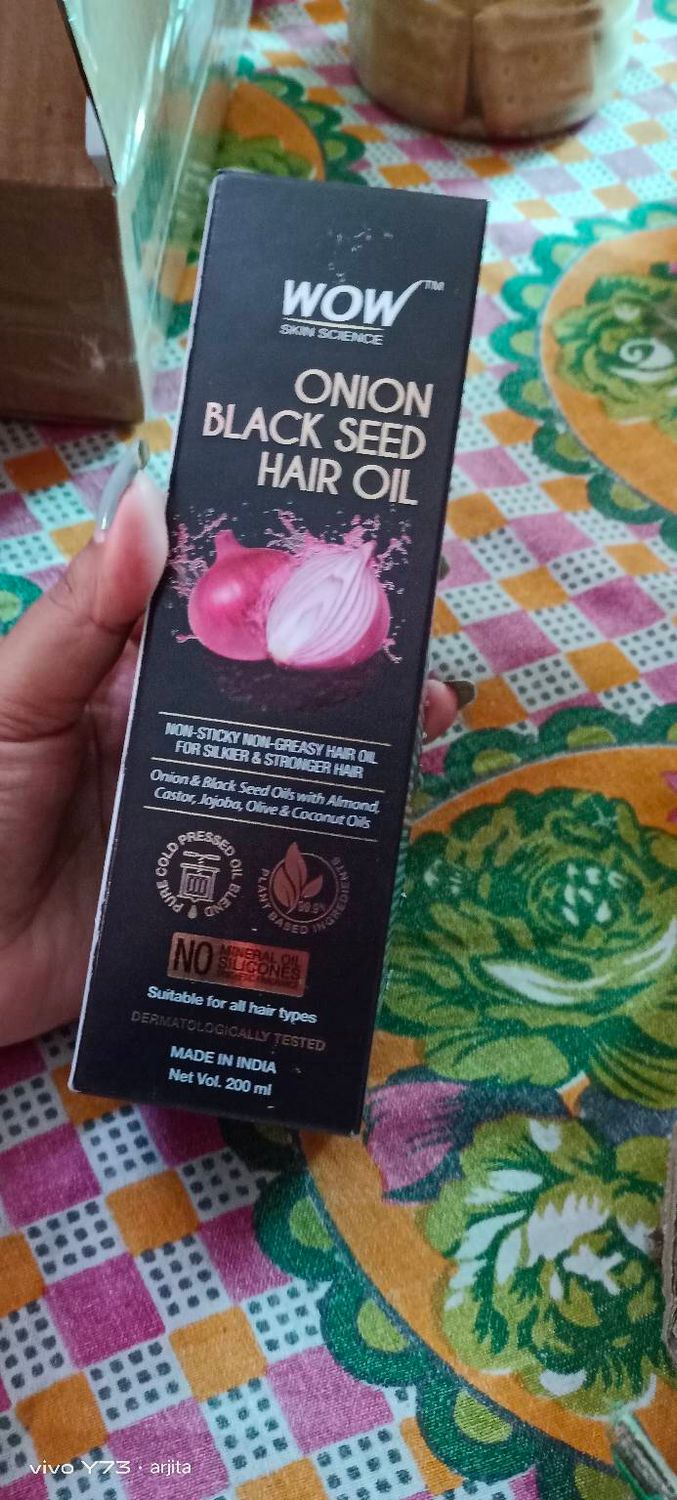 WOW™
SKIN SCIENCE
ONION
BLACK SEED
HAIR OIL
NON-STICKY NON-GREASY HAIR OIL
FOR SILKIER & STRONGER HAIR
Onion & Black Seed Oils with Almond,
Castor, Jojoba, Olive & Coconut Oils
PURE COLD PRESSED OIL BLEND
PLANT BASED INGREDIENTS
NO MINERAL OIL
SILICONES
Suitable for all hair types
DERMATOLOGICALLY TESTED
MADE IN INDIA
Net Vol. 200 ml
vivo Y73 · arjita